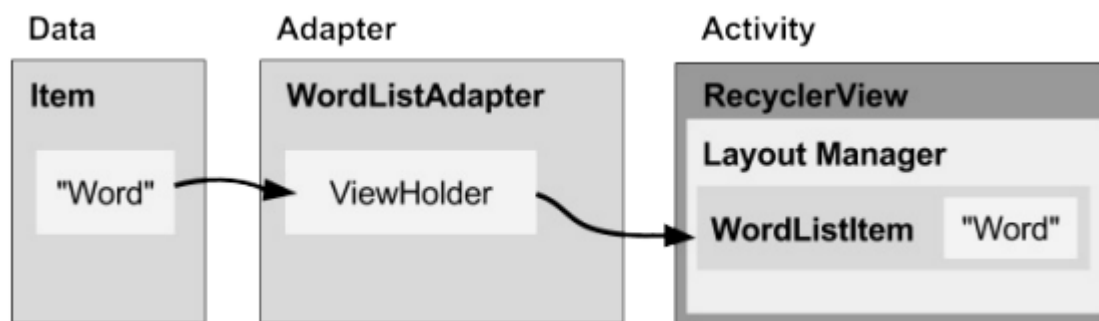 Data
Adapter
Activity
Item
WordListAdapter
RecyclerView
Layout Manager
"Word"
ViewHolder
WordListItem
"Word"